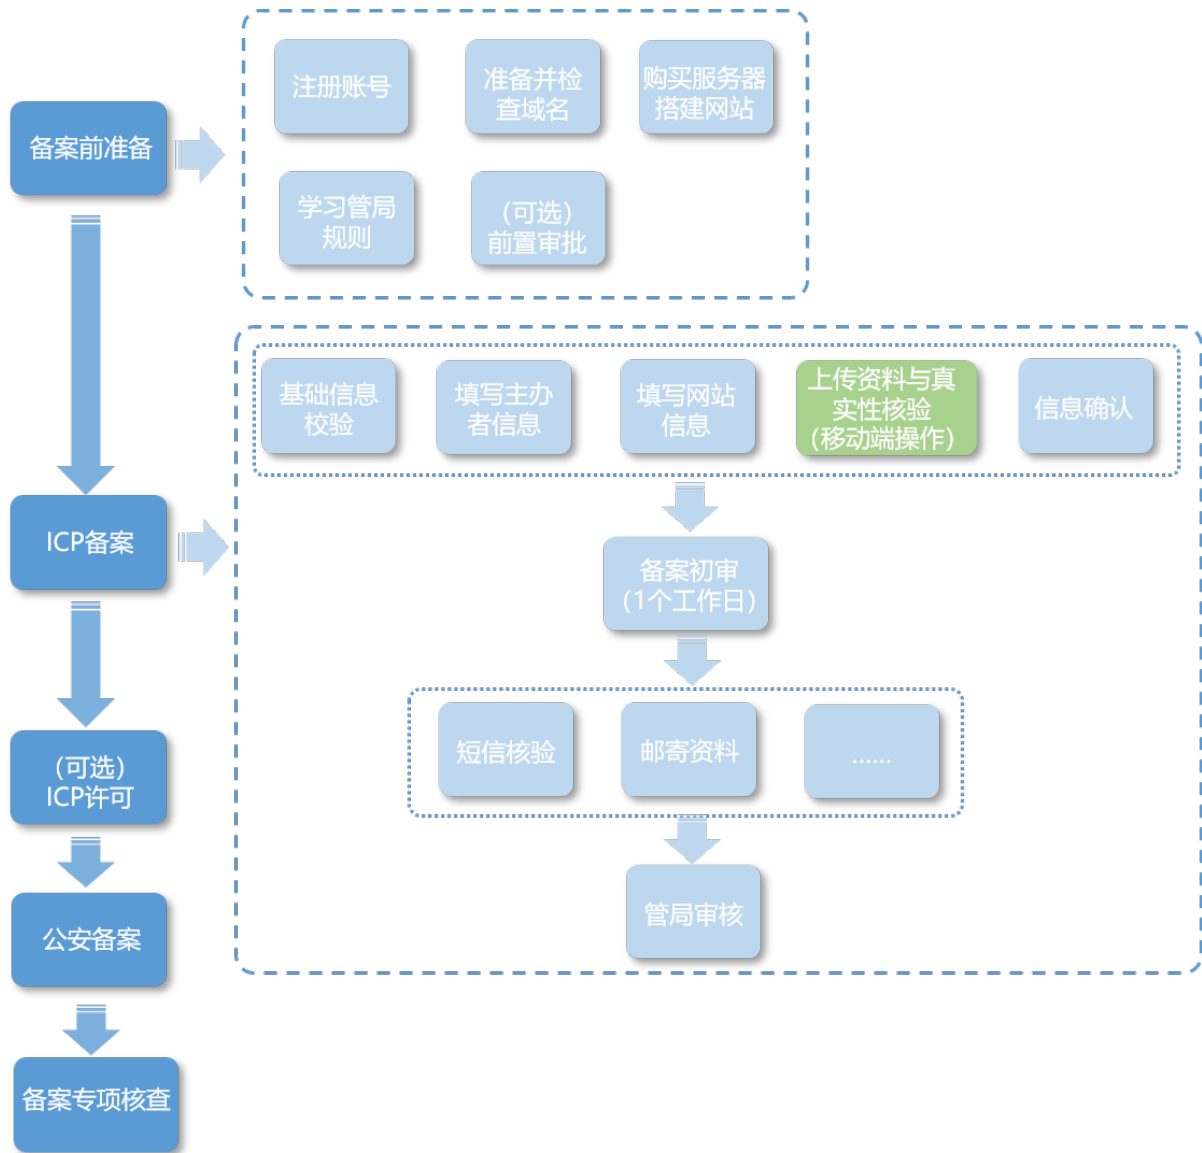 注册账号
准备并检
查域名
购买服务器
搭建网站
备案前准备
学习管局
规则
（可选）
前置审批
基础信息
校验
填写主办
者信息
填写网站
信息
上传资料与真
实性核验
（移动端操作）
信息确认
ICP备案
备案初审
（1个工作日）
短信核验
邮寄资料
……
（可选）
ICP许可
管局审核
公安备案
备案专项核查